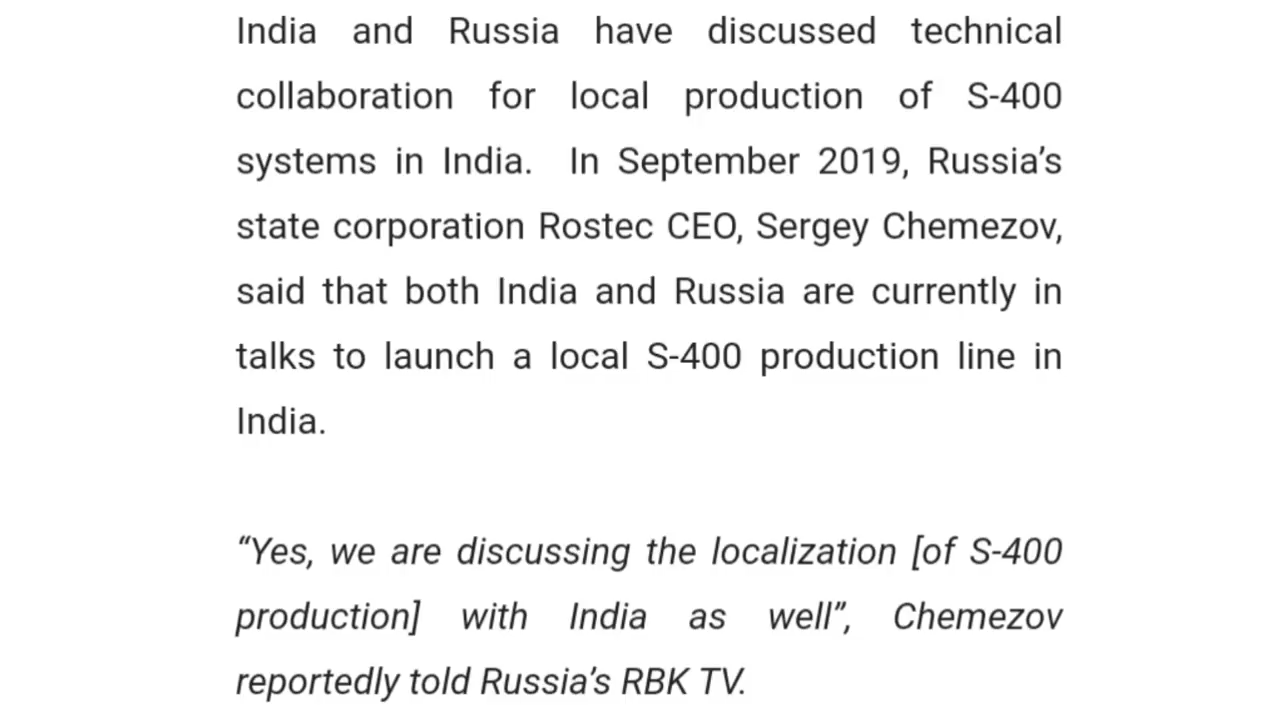 India and Russia have discussed technical
collaboration for local production of S-400
systems in India. In September 2019, Russia’s
state corporation Rostec CEO, Sergey Chemezov,
said that both India and Russia are currently in
talks to launch a local S-400 production line in
India.
“Yes, we are discussing the localization [of S-400
production] with India as well”, Chemezov
reportedly told Russia’s RBK TV.